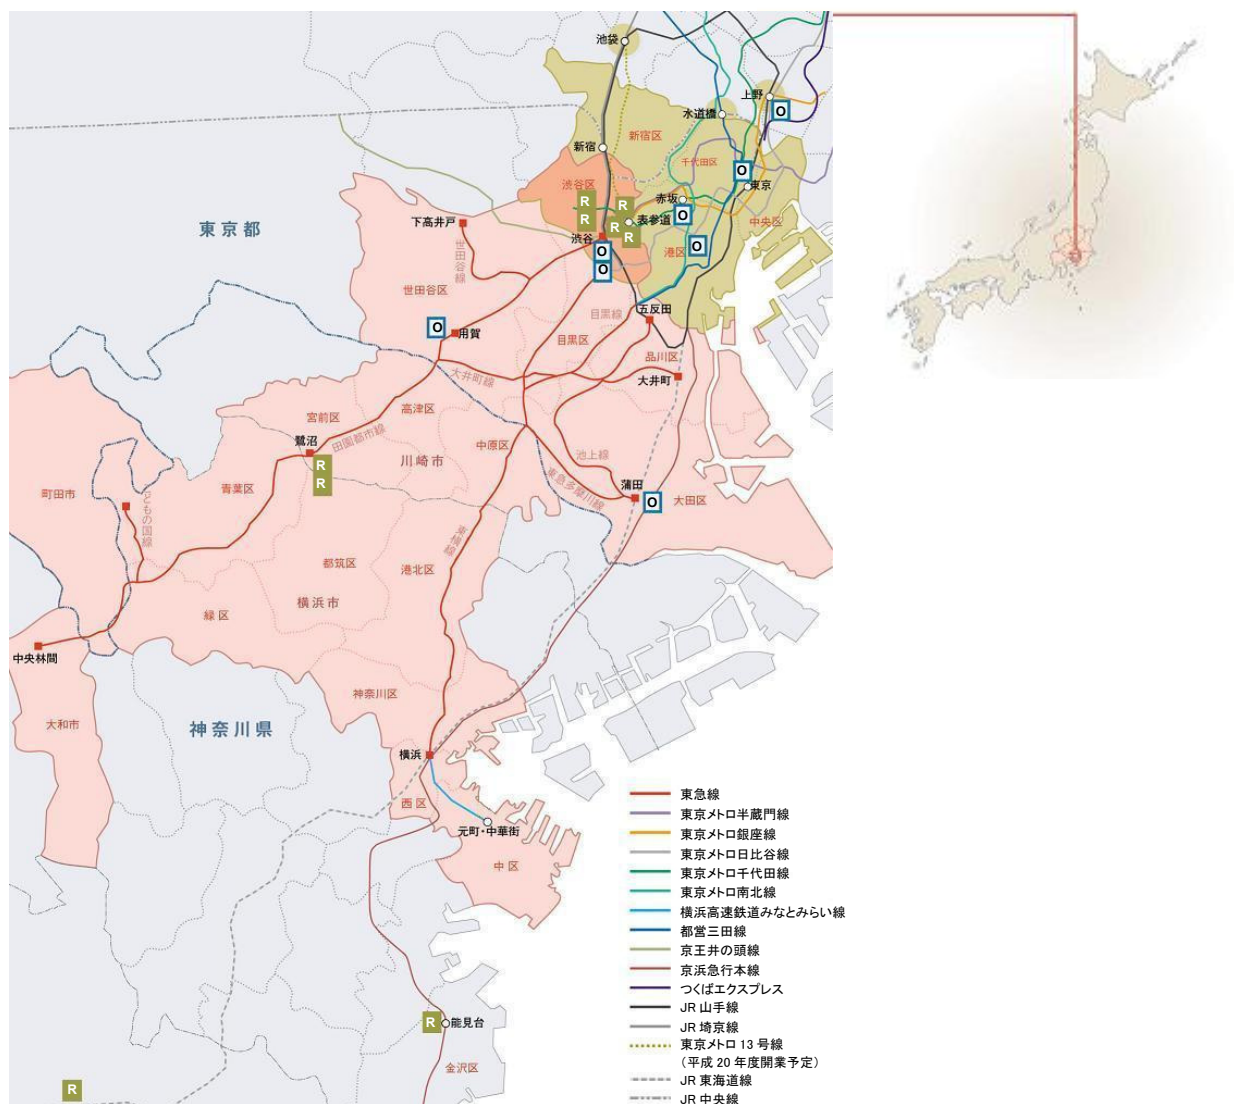 池袋
上野
O
水道橋
新宿区
新宿
千代田区
O
渋谷区
東京
R
R
赤坂
R
O
表参道
中央区
R
R
下高井戸
東京都
渋谷
O
港区
O
世田谷線
O
世田谷区
目黒線
五反田
O
用賀
目黒区
品川区
大井町線
大井町
高津区
宮前区
田園都市線
鷺沼
中原区
池上線
川崎市
R
R
東急多摩川線
蒲田
O
大田区
町田市
青葉区
こどもの国線
東横線
都筑区
港北区
横浜市
緑区
中央林間
神奈川区
大和市
神奈川県
横浜
西区
元町・中華街
中区
R
能見台
金沢区
R
東急線
東京メトロ半蔵門線
東京メトロ銀座線
東京メトロ日比谷線
東京メトロ千代田線
東京メトロ南北線
横浜高速鉄道みなとみらい線
都営三田線
京王井の頭線
京浜急行本線
つくばエクスプレス
JR 山手線
JR 埼京線
東京メトロ 13 号線
（平成 20 年度開業予定）
JR 東海道線
JR 中央線